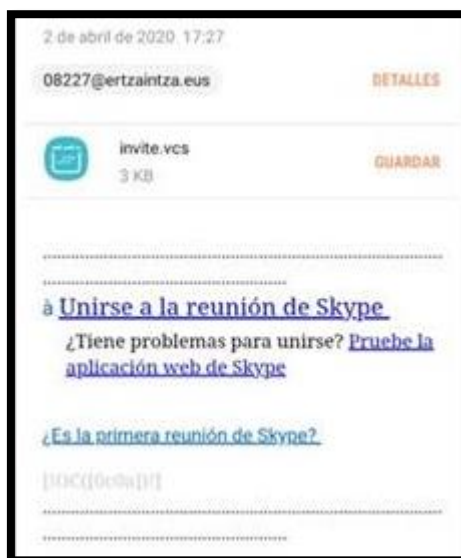 2 de abril de 2020 17:27
08227@ertzaintza.eus DETALLES
invite.vcs
3 KB GUARDAR
à Unirse a la reunión de Skype
¿Tiene problemas para unirse? Pruebe la
aplicación web de Skype
¿Es la primera reunión de Skype?